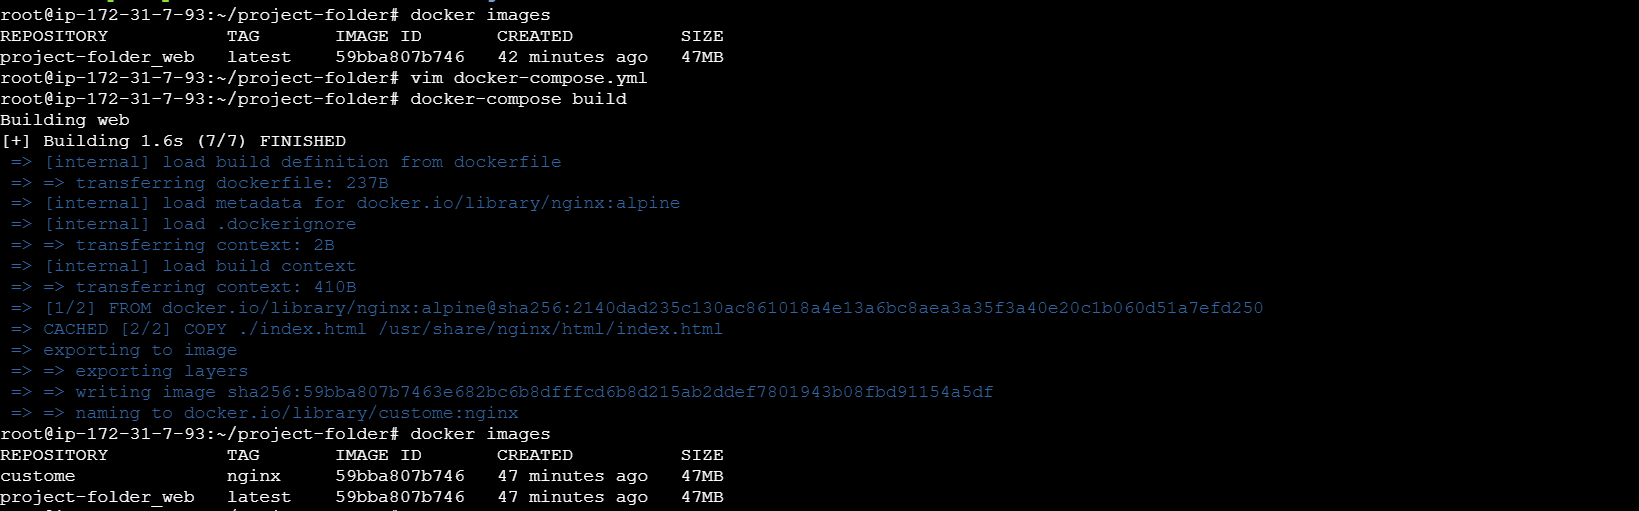 root@ip-172-31-7-93:~/project-folder# docker images
REPOSITORY           TAG       IMAGE ID       CREATED          SIZE
project-folder_web   latest    59bba807b746   42 minutes ago   47MB
root@ip-172-31-7-93:~/project-folder# vim docker-compose.yml
root@ip-172-31-7-93:~/project-folder# docker-compose build
Building web
[+] Building 1.6s (7/7) FINISHED
 => [internal] load build definition from dockerfile
 => => transferring dockerfile: 237B
 => [internal] load metadata for docker.io/library/nginx:alpine
 => [internal] load .dockerignore
 => => transferring context: 2B
 => [internal] load build context
 => => transferring context: 410B
 => [1/2] FROM docker.io/library/nginx:alpine@sha256:2140dad235c130ac861018a4e13a6bc8aea3a35f3a40e20c1b060d51a7efd250
 => CACHED [2/2] COPY ./index.html /usr/share/nginx/html/index.html
 => exporting to image
 => => exporting layers
 => => writing image sha256:59bba807b7463e682bc6b8dfffcd6b8d215ab2ddef7801943b08fbd91154a5df
 => => naming to docker.io/library/custome:nginx
root@ip-172-31-7-93:~/project-folder# docker images
REPOSITORY           TAG       IMAGE ID       CREATED          SIZE
custome              nginx     59bba807b746   47 minutes ago   47MB
project-folder_web   latest    59bba807b746   47 minutes ago   47MB